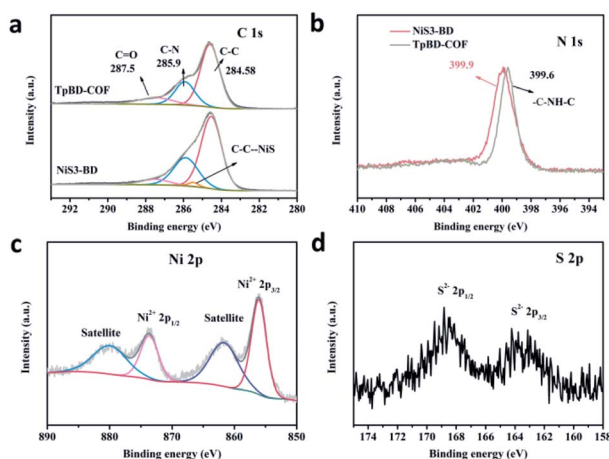 a
C 1s
C=O
287.5
C-N
285.9
C-C
284.58
TpBD-COF
C-C--NiS
NiS3-BD
Intensity (a.u.)
292 290 288 286 284 282 280
Binding energy (eV)
b
N 1s
NiS3-BD
TpBD-COF
399.9
399.6
-C-NH-C
Intensity (a.u.)
410 408 406 404 402 400 398 396 394
Binding energy (eV)
c
Ni 2p
Ni2+ 2p3/2
Ni2+ 2p1/2
Satellite
Satellite
Intensity (a.u.)
890 880 870 860 850
Binding energy (eV)
d
S 2p
S2- 2p1/2
S2- 2p3/2
Intensity (a.u.)
174 172 170 168 166 164 162 160 158
Binding energy (eV)